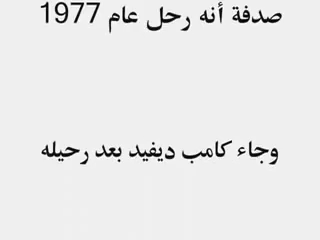 صدفة أنه رحل عام 1977
وجاء كامب ديفيد بعد رحيله